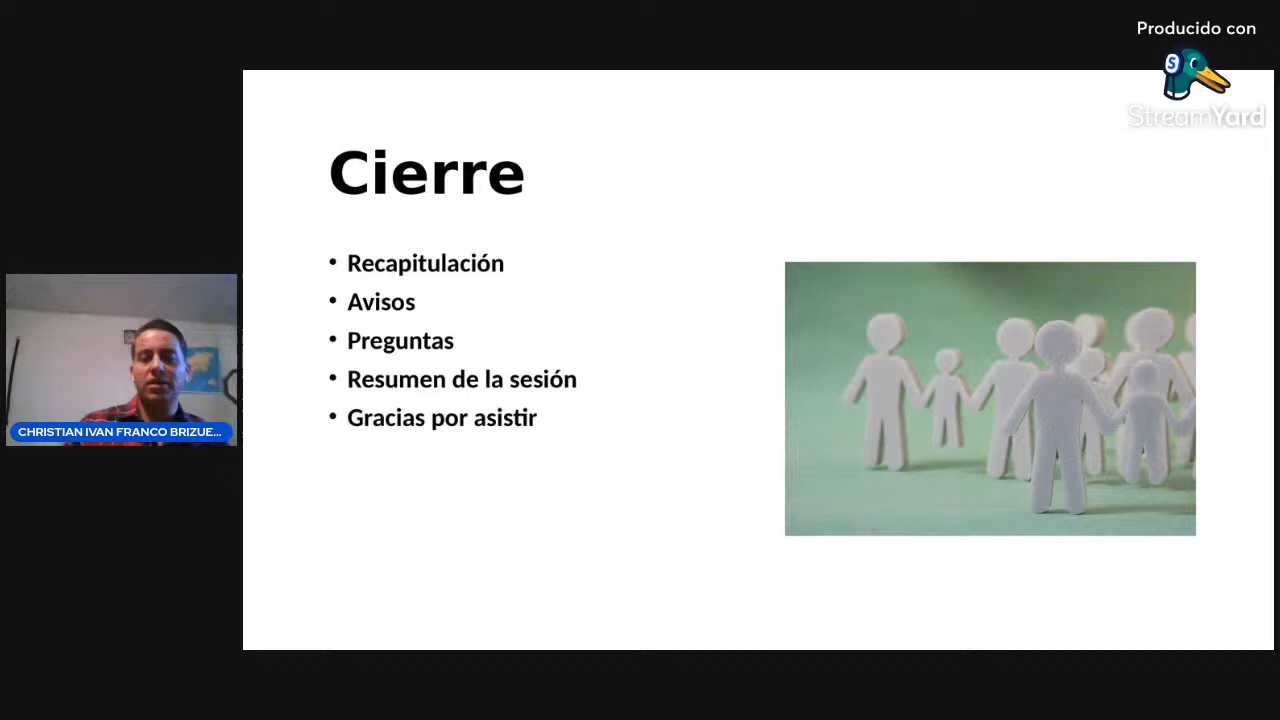 Producido con
StreamYard
Cierre
• Recapitulación
• Avisos
• Preguntas
• Resumen de la sesión
• Gracias por asistir
CHRISTIAN IVAN FRANCO BRIZUE...